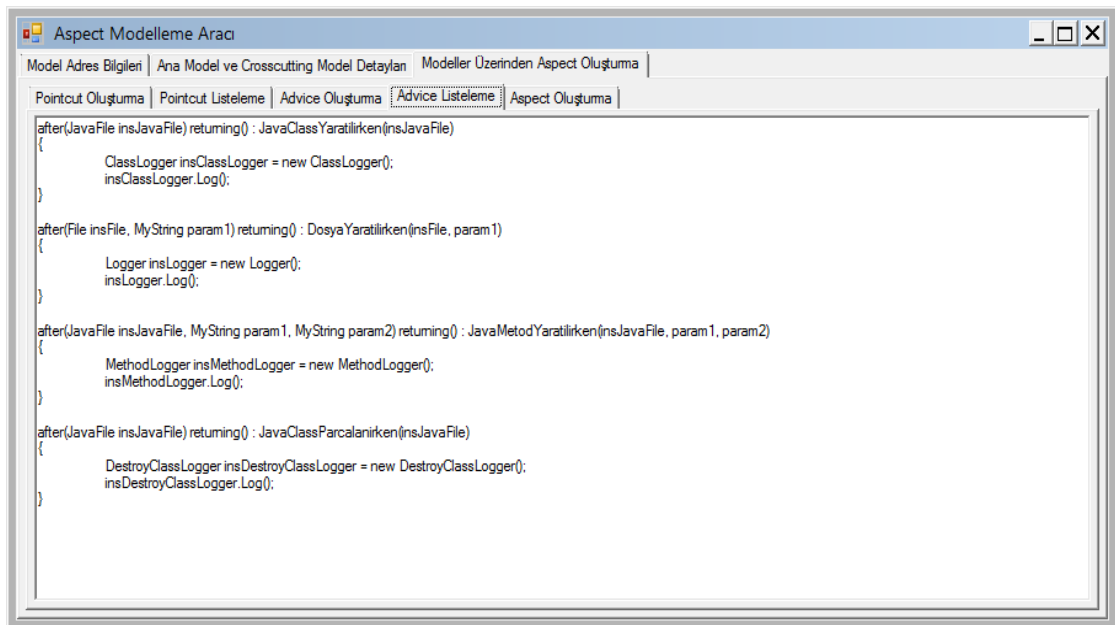 Aspect Modelleme Aracı
Model Adres Bilgileri Ana Model ve Crosscutting Model Detayları Modeller Üzerinden Aspect Oluşturma
Pointcut Oluşturma Pointcut Listeleme Advice Oluşturma Advice Listeleme Aspect Oluşturma
after(JavaFile insJavaFile) returning() : JavaClassYaratilirken(insJavaFile)
{
ClassLogger insClassLogger = new ClassLogger();
insClassLogger.Log();
}
after(File insFile, MyString param1) returning() : DosyaYaratilirken(insFile, param1)
{
Logger insLogger = new Logger();
insLogger.Log();
}
after(JavaFile insJavaFile, MyString param1, MyString param2) returning() : JavaMetodYaratilirken(insJavaFile, param1, param2)
{
MethodLogger insMethodLogger = new MethodLogger();
insMethodLogger.Log();
}
after(JavaFile insJavaFile) returning() : JavaClassParcalanirken(insJavaFile)
{
DestroyClassLogger insDestroyClassLogger = new DestroyClassLogger();
insDestroyClassLogger.Log();
}